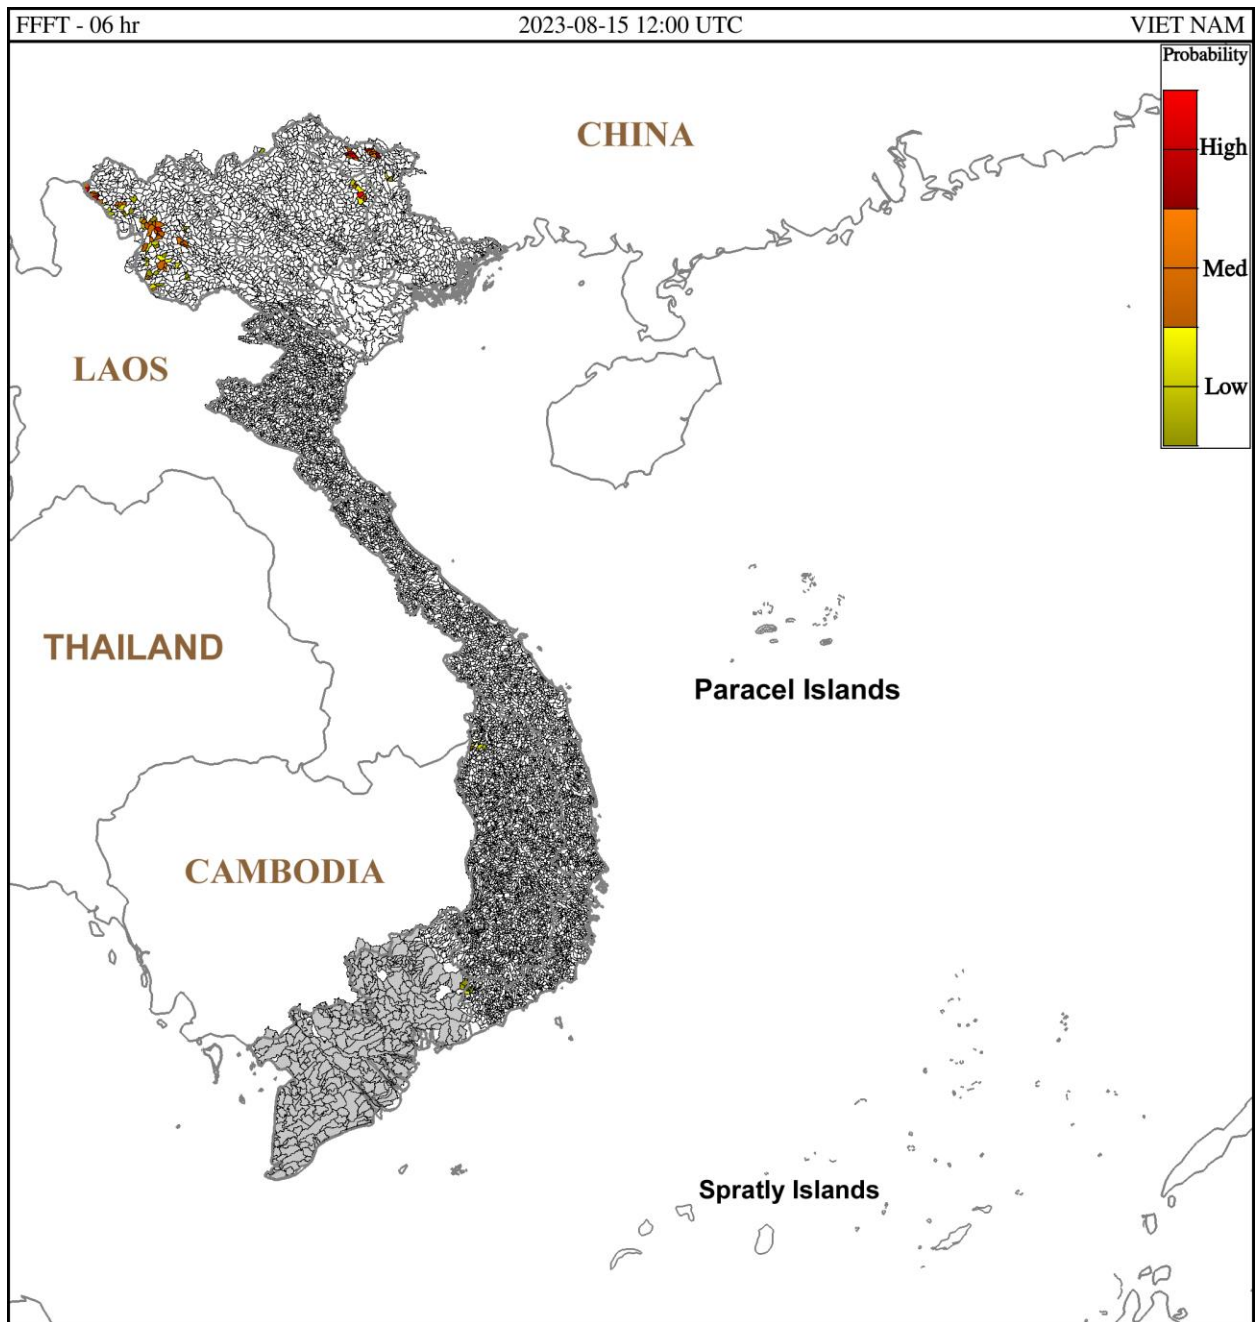 FFFT - 06 hr 2023-08-15 12:00 UTC VIET NAM
Probability
CHINA
High
Med
LAOS
Low
THAILAND
Paracel Islands
CAMBODIA
Spratly Islands